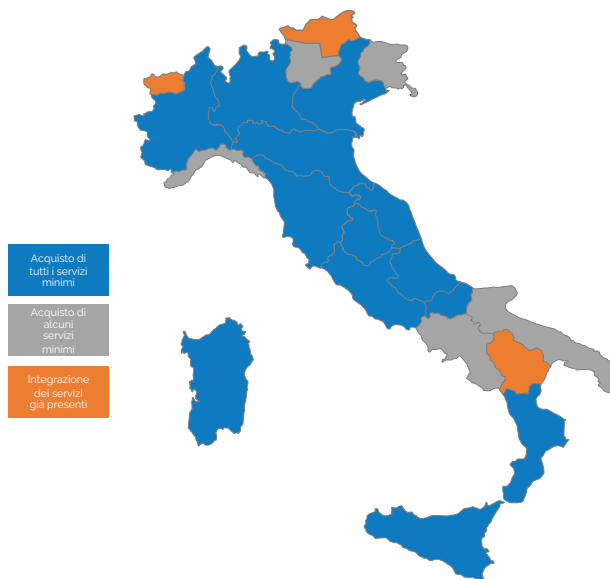 Acquisto di
tutti i servizi
minimi
Acquisto di
alcuni
servizi
minimi
Integrazione
dei servizi
già presenti